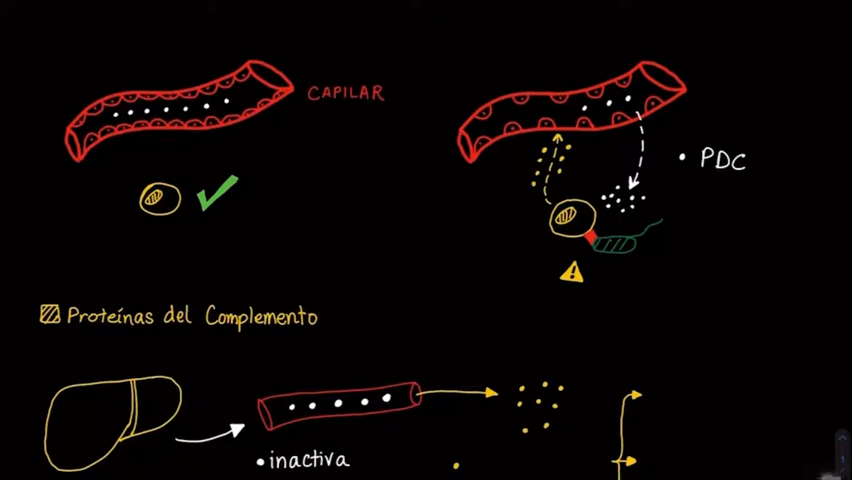 CAPILAR
• PDC
Proteínas del Complemento
• inactiva